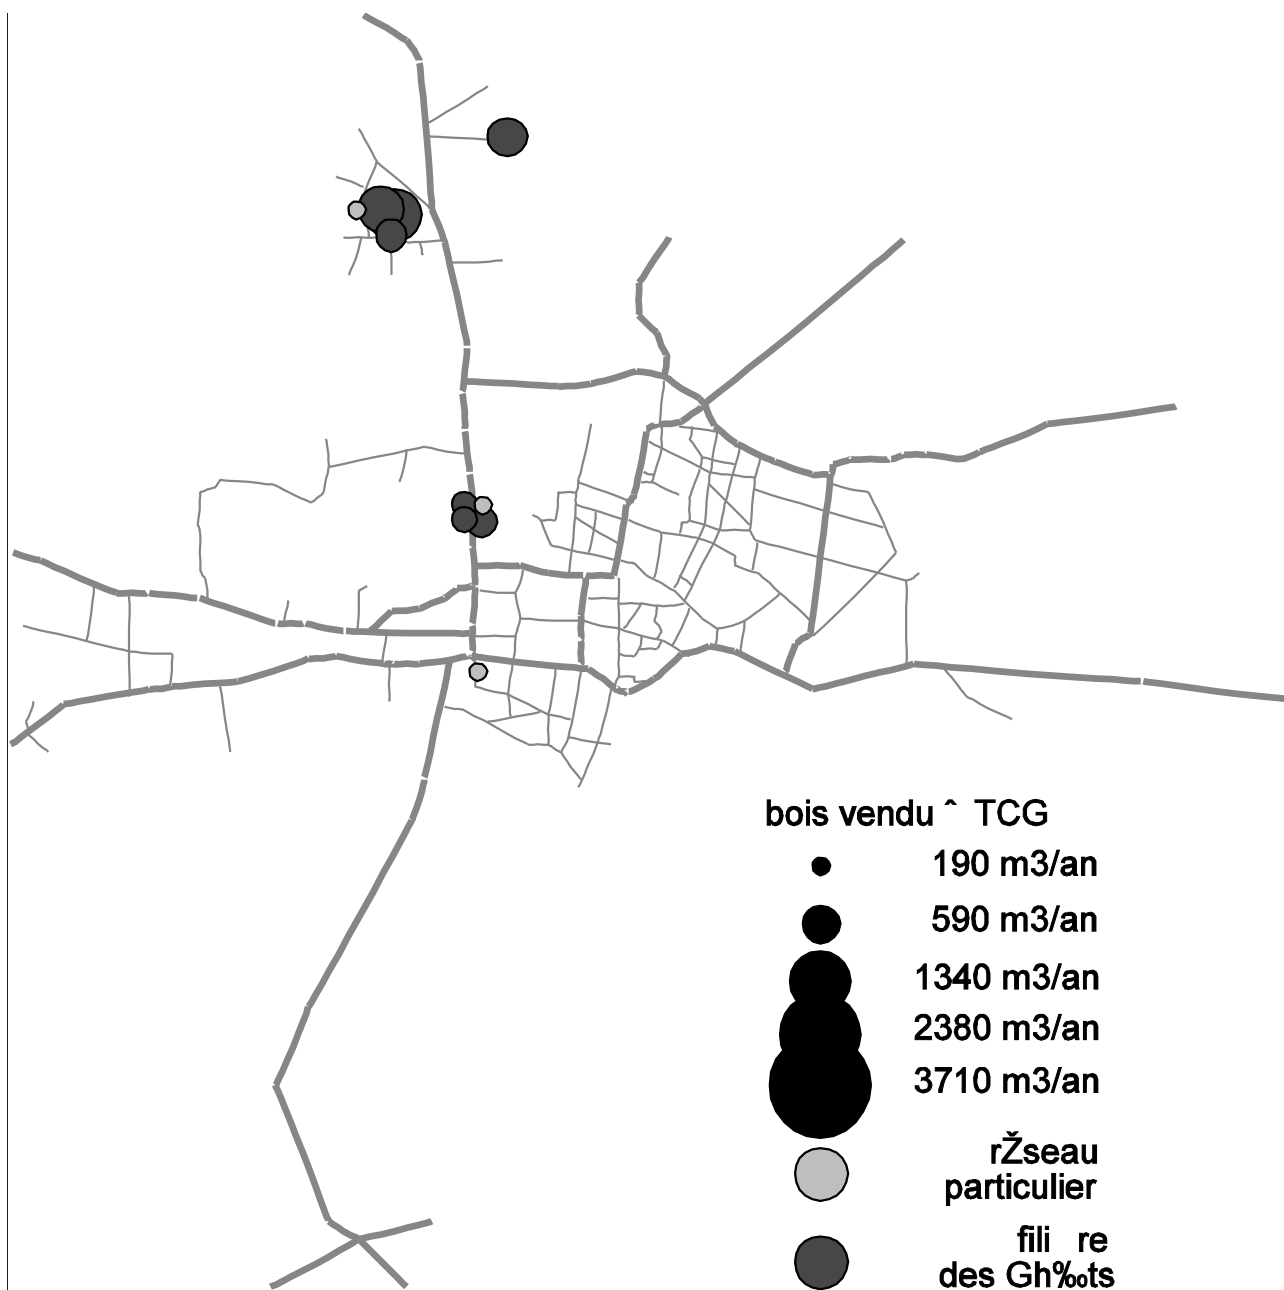 bois vendu ˆ TCG
190 m3/an
590 m3/an
1340 m3/an
2380 m3/an
3710 m3/an
rŽseau
particulier
fili re
des Gh‰ts